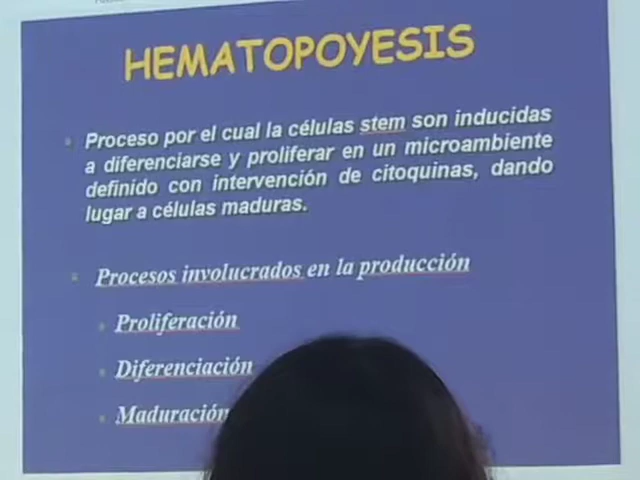 HEMATOPOYESIS
Proceso por el cual la células stem son inducidas
a diferenciarse y proliferar en un microambiente
definido con intervención de citoquinas, dando
lugar a células maduras.
Procesos involucrados en la producción
Proliferación
Diferenciación
Maduración